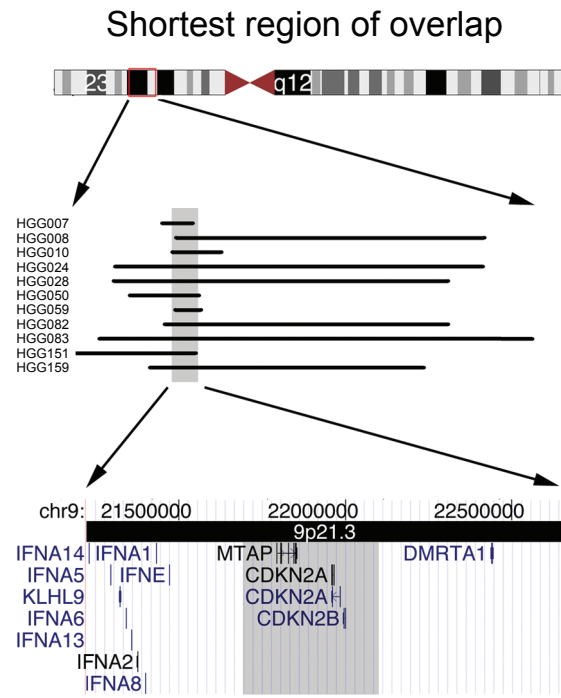 Shortest region of overlap
23 q12
HGG007
HGG008
HGG010
HGG024
HGG028
HGG050
HGG059
HGG082
HGG083
HGG151
HGG159
chr9: 21500000 22000000 22500000
9p21.3
IFNA14 IFNA1 MTAP DMRTA1
IFNA5 IFNE CDKN2A
KLHL9 CDKN2A
IFNA6 CDKN2B
IFNA13
IFNA2
IFNA8